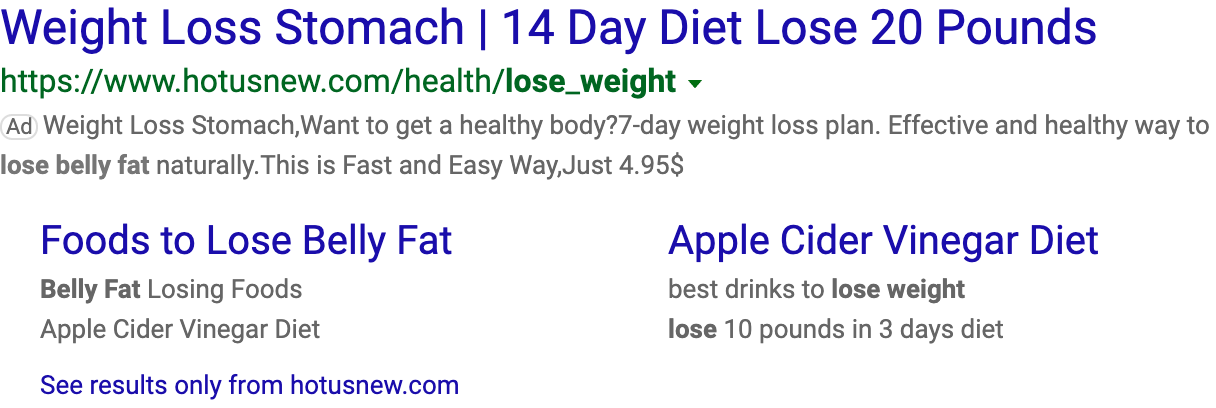 Weight Loss Stomach | 14 Day Diet Lose 20 Pounds
https://www.hotusnew.com/health/lose_weight
Ad Weight Loss Stomach,Want to get a healthy body?7-day weight loss plan. Effective and healthy way to
lose belly fat naturally.This is Fast and Easy Way,Just 4.95$
Foods to Lose Belly Fat
Belly Fat Losing Foods
Apple Cider Vinegar Diet
Apple Cider Vinegar Diet
best drinks to lose weight
lose 10 pounds in 3 days diet
See results only from hotusnew.com